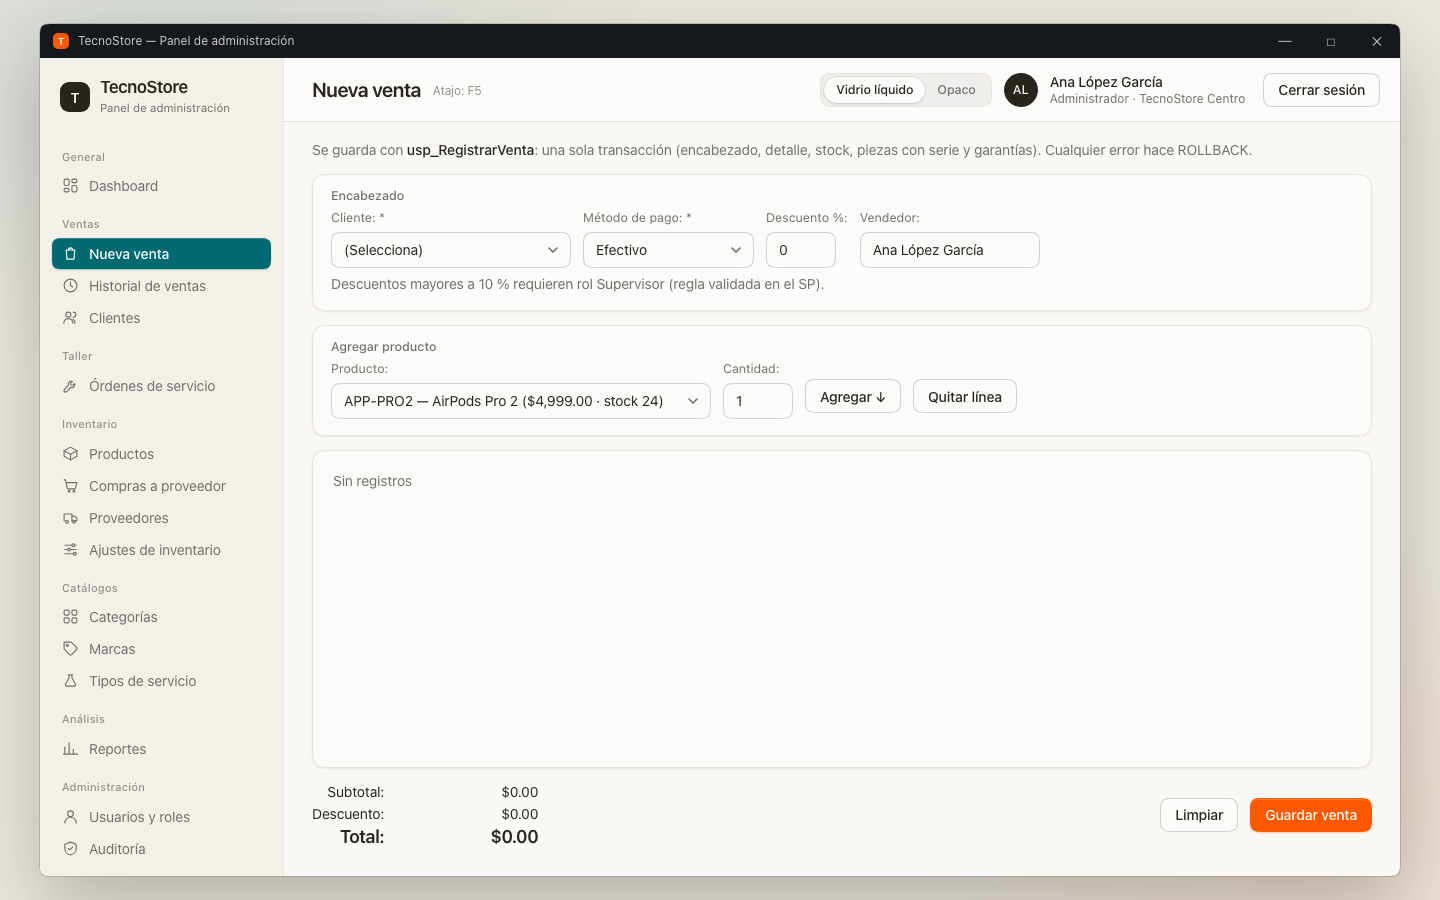 T TecnoStore — Panel de administración
T TecnoStore
Panel de administración
General
Dashboard
Ventas
Nueva venta
Historial de ventas
Clientes
Taller
Órdenes de servicio
Inventario
Productos
Compras a proveedor
Proveedores
Ajustes de inventario
Catálogos
Categorías
Marcas
Tipos de servicio
Análisis
Reportes
Administración
Usuarios y roles
Auditoría
Nueva venta Atajo: F5
Vidrio líquido Opaco
AL
Ana López García
Administrador · TecnoStore Centro
Cerrar sesión
Se guarda con usp_RegistrarVenta: una sola transacción (encabezado, detalle, stock, piezas con serie y garantías). Cualquier error hace ROLLBACK.
Encabezado
Cliente: * Método de pago: * Descuento %: Vendedor:
(Selecciona) Efectivo 0 Ana López García
Descuentos mayores a 10 % requieren rol Supervisor (regla validada en el SP).
Agregar producto
Producto: Cantidad:
APP-PRO2 — AirPods Pro 2 ($4,999.00 · stock 24) 1 Agregar ↓ Quitar línea
Sin registros
Subtotal: $0.00
Descuento: $0.00
Total: $0.00
Limpiar Guardar venta